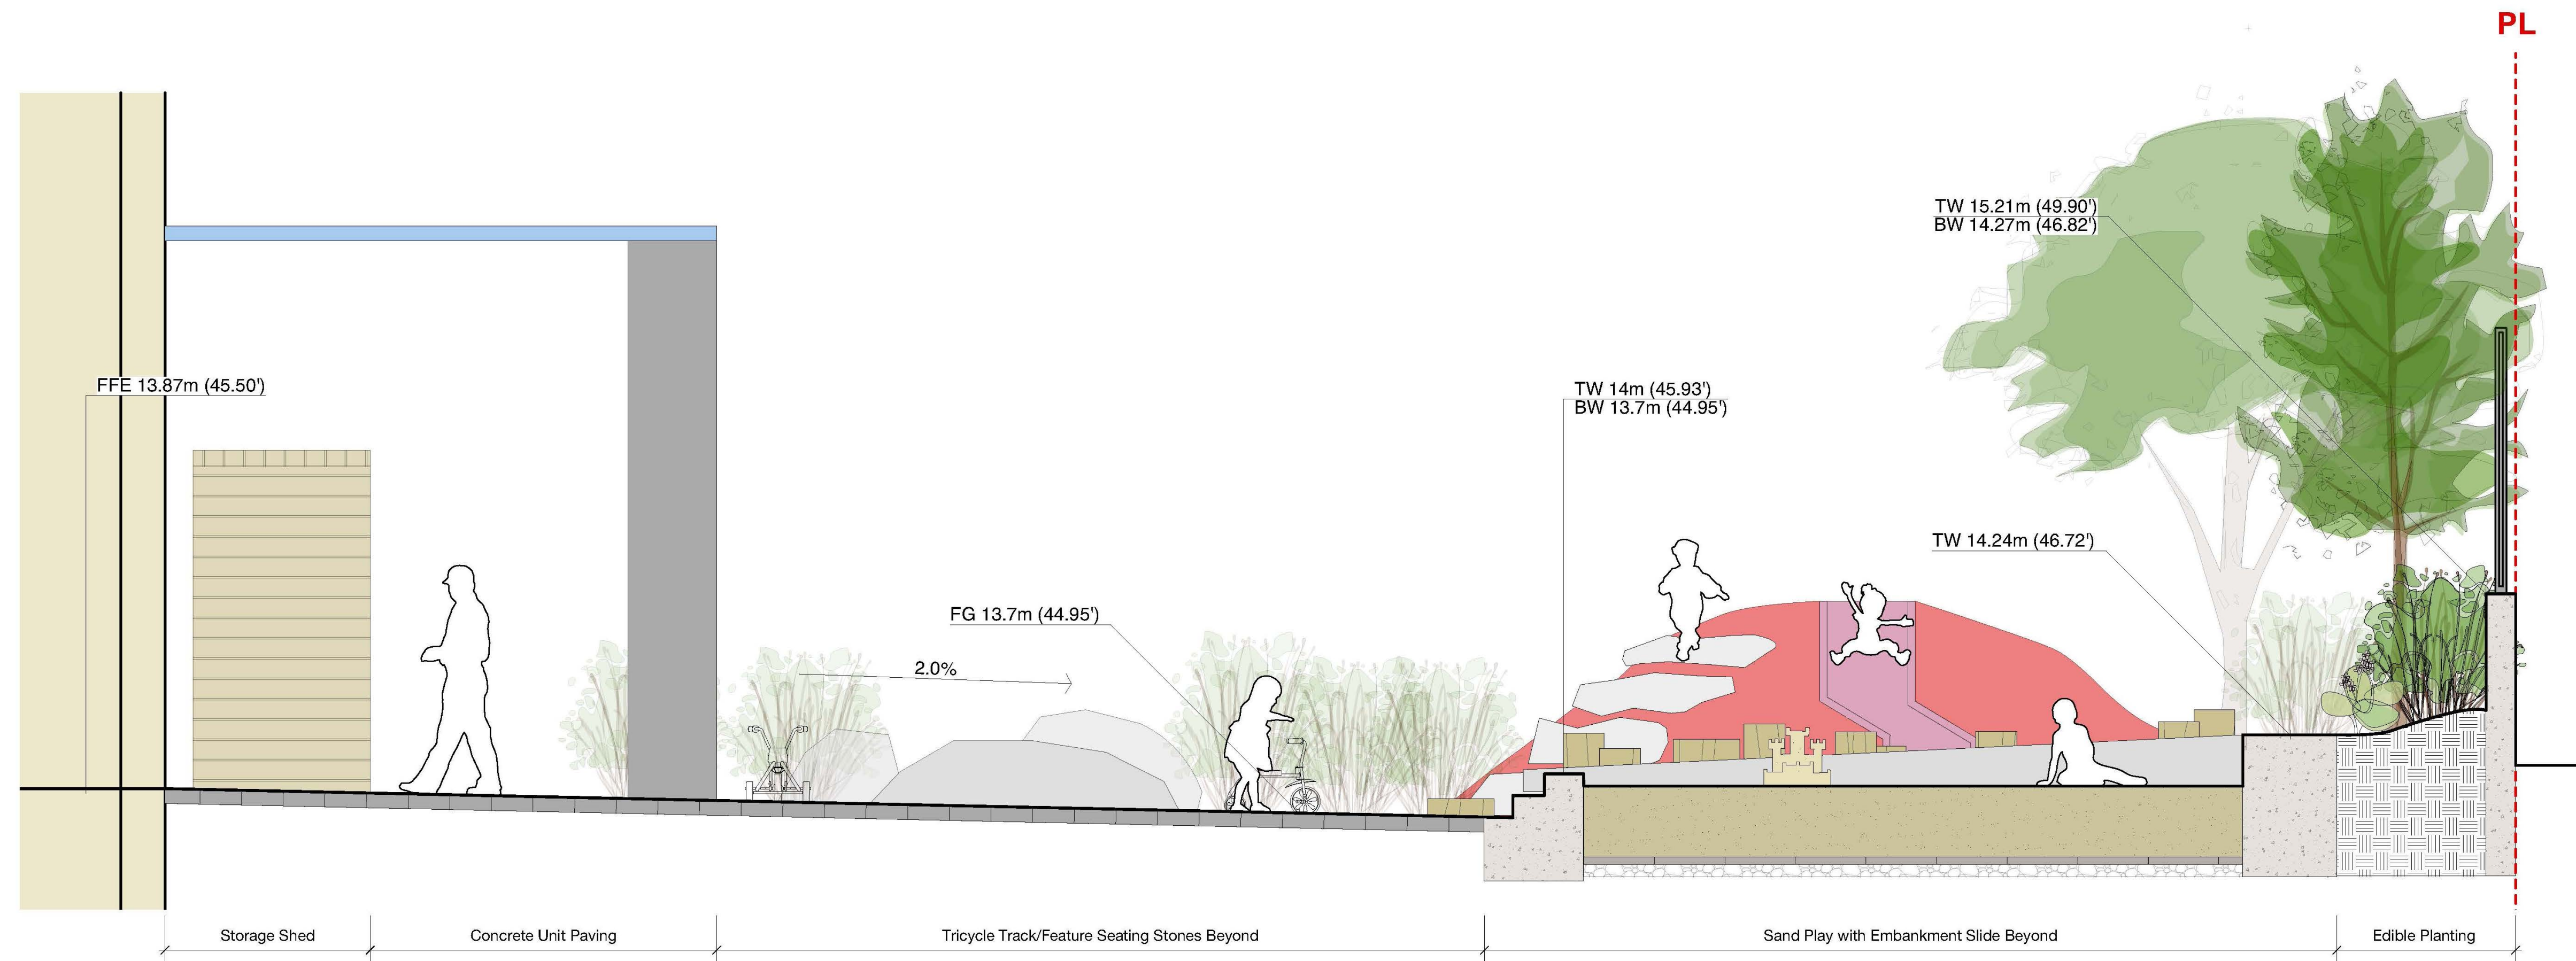 PL
TW 15.21m (49.90')
BW 14.27m (46.82')
FFE 13.87m (45.50')
TW 14m (45.93')
BW 13.7m (44.95')
TW 14.24m (46.72')
FG 13.7m (44.95')
2.0%
Storage Shed
Concrete Unit Paving
Tricycle Track/Feature Seating Stones Beyond
Sand Play with Embankment Slide Beyond
Edible Planting